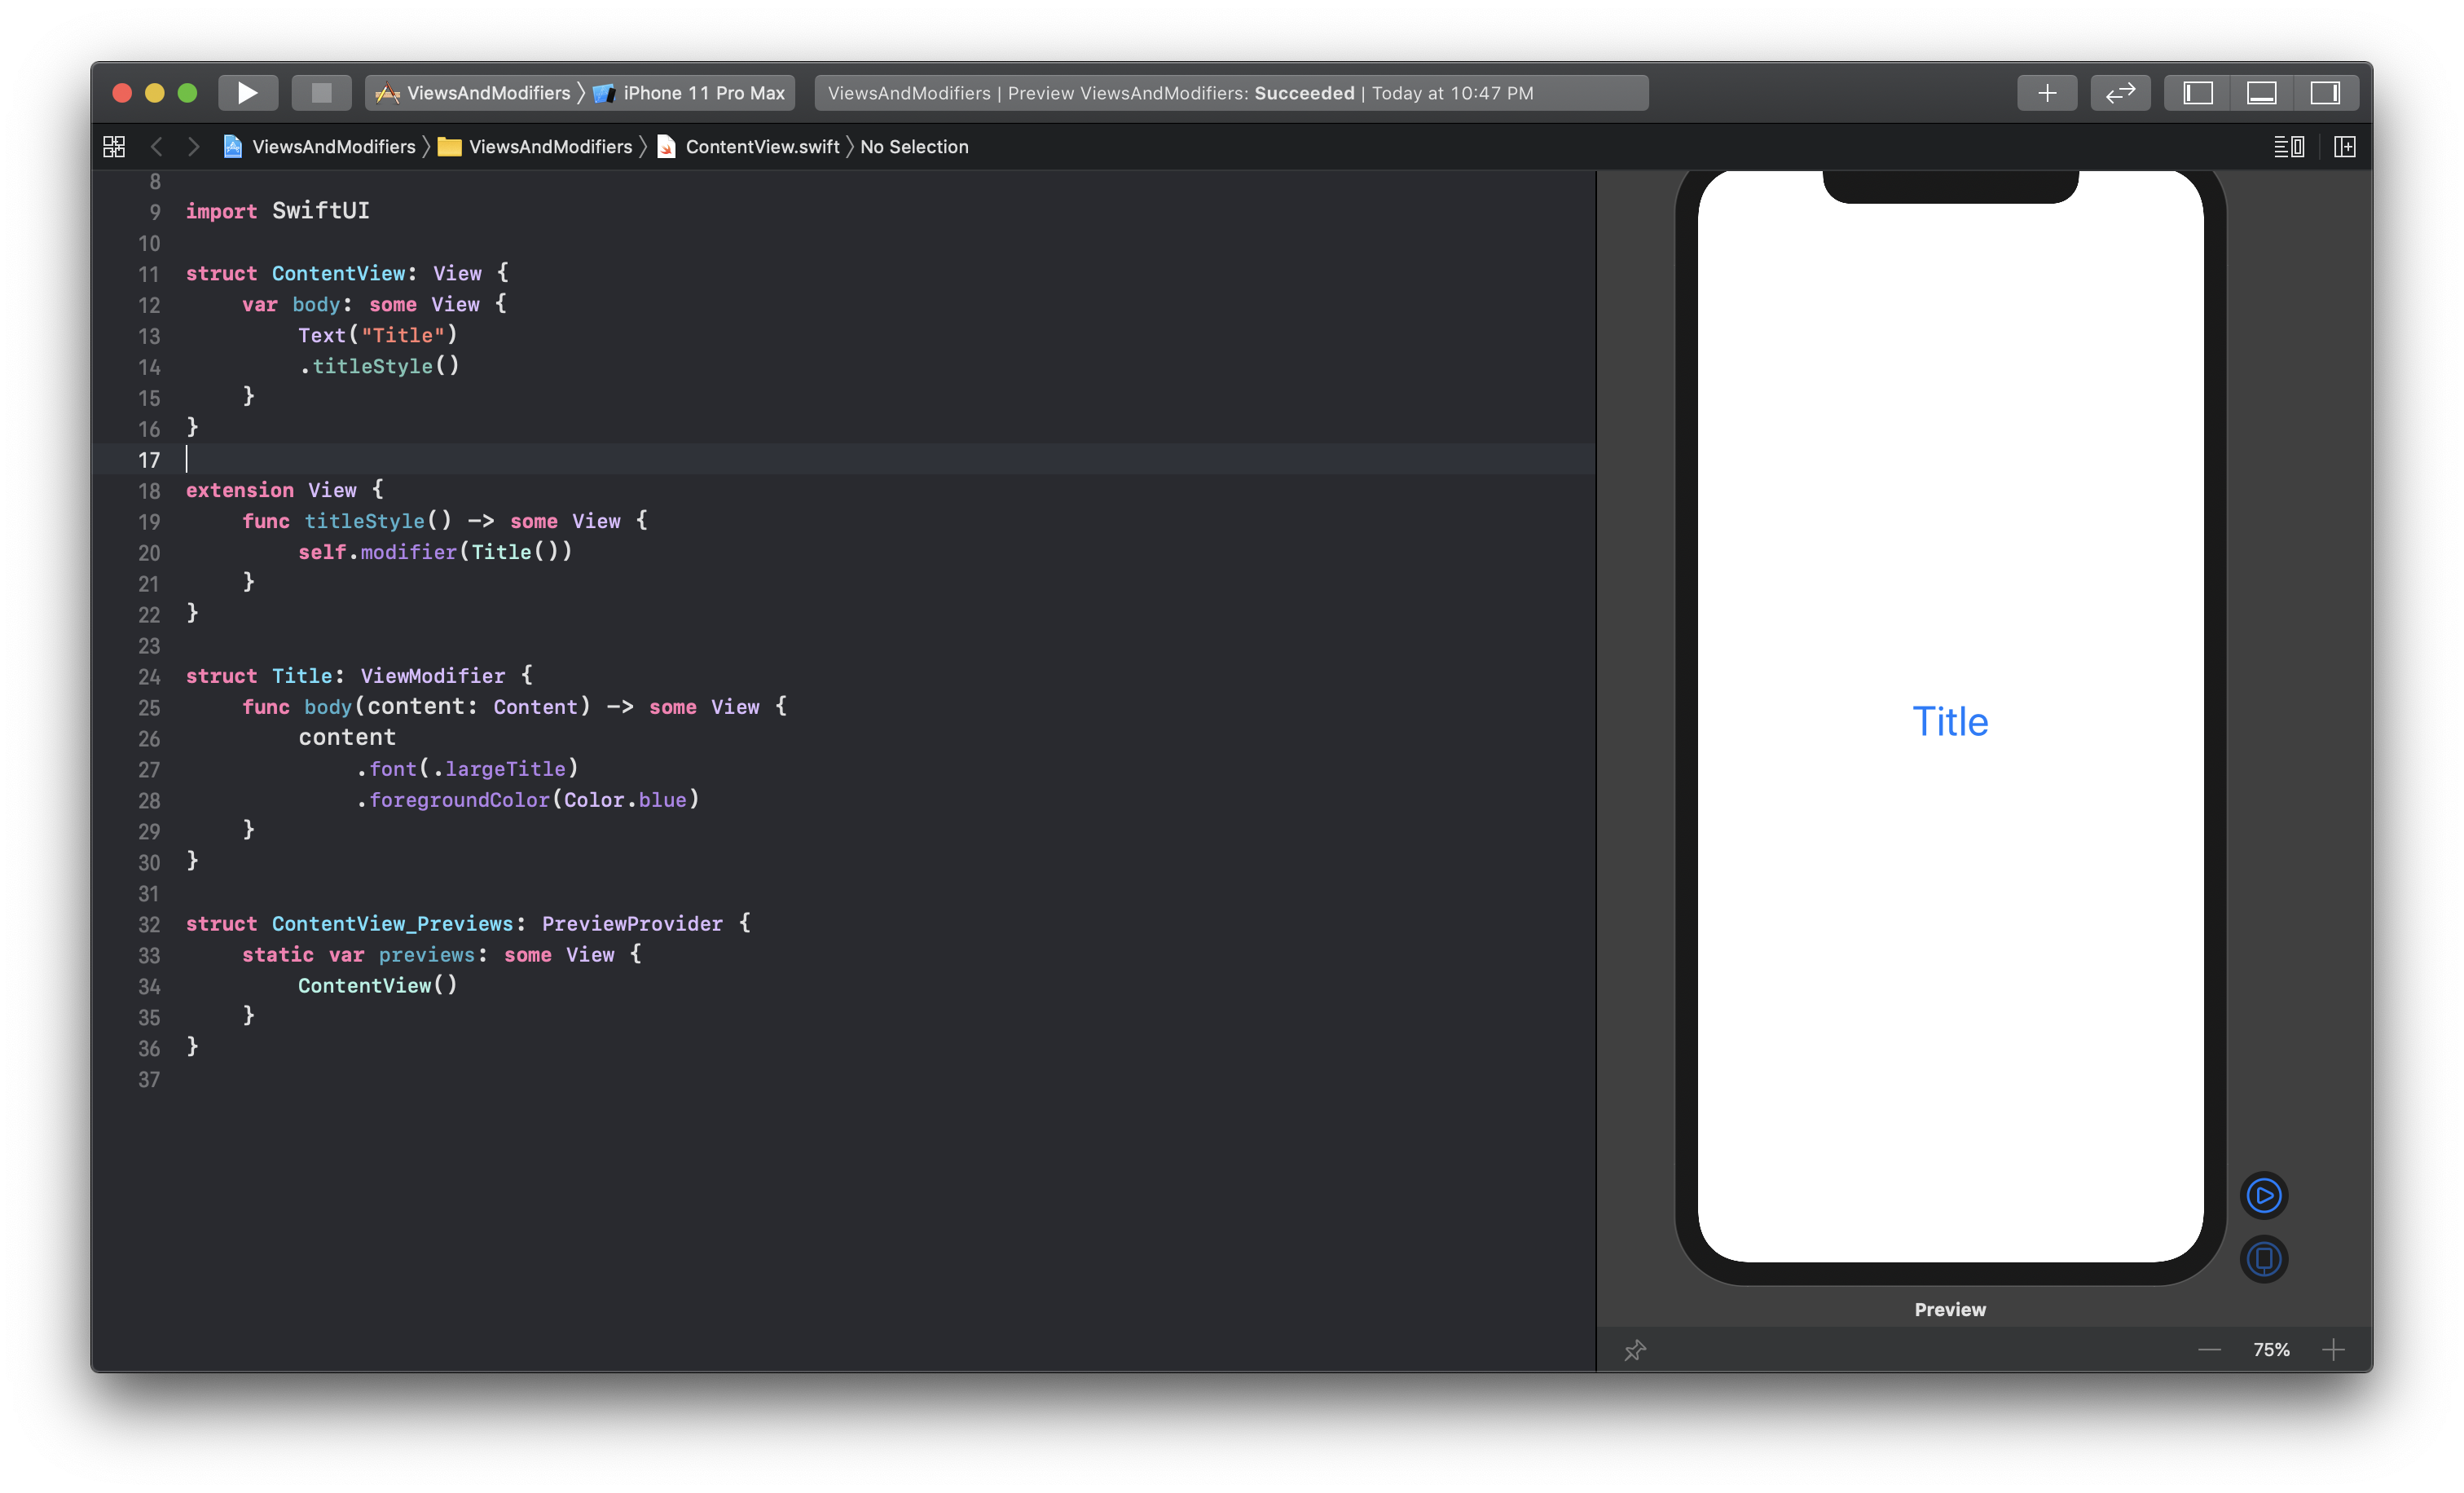 ViewsAndModifiers 〉 iPhone 11 Pro Max
ViewsAndModifiers | Preview ViewsAndModifiers: Succeeded | Today at 10:47 PM
ViewsAndModifiers 〉 ViewsAndModifiers 〉 ContentView.swift 〉 No Selection
8
9 import SwiftUI
10
11 struct ContentView: View {
12     var body: some View {
13         Text("Title")
14         .titleStyle()
15     }
16 }
17
18 extension View {
19     func titleStyle() -> some View {
20         self.modifier(Title())
21     }
22 }
23
24 struct Title: ViewModifier {
25     func body(content: Content) -> some View {
26         content
27             .font(.largeTitle)
28             .foregroundColor(Color.blue)
29     }
30 }
31
32 struct ContentView_Previews: PreviewProvider {
33     static var previews: some View {
34         ContentView()
35     }
36 }
37
Title
Preview
75%